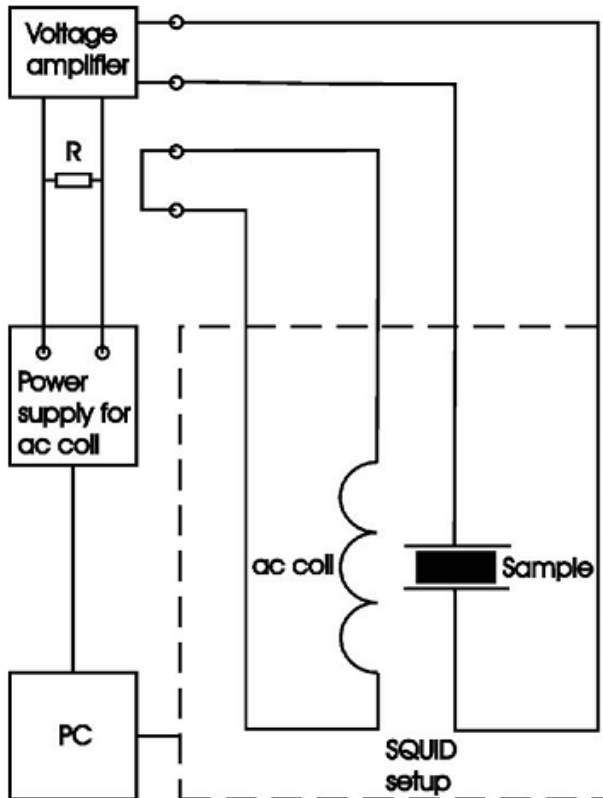 Voltage
amplifier
R
Power
supply for
ac coil
ac coil
Sample
PC
SQUID
setup